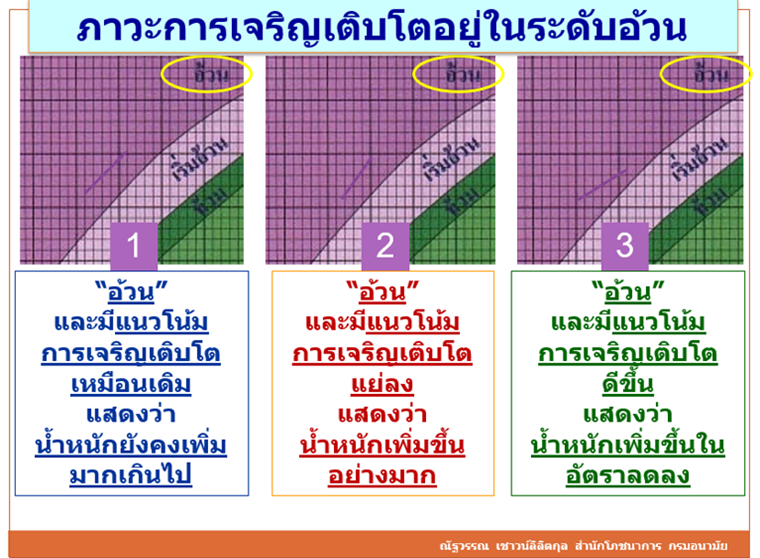 ภาวะการเจริญเติบโตอยู่ในระดับอ้วน
อ้วน
เริ่มอ้วน
ท้วม
1
อ้วน
เริ่มอ้วน
ท้วม
2
อ้วน
เริ่มอ้วน
ท้วม
3
“อ้วน”
และมีแนวโน้ม
การเจริญเติบโต
เหมือนเดิม
แสดงว่า
น้ำหนักยังคงเพิ่ม
มากเกินไป
“อ้วน”
และมีแนวโน้ม
การเจริญเติบโต
แย่ลง
แสดงว่า
น้ำหนักเพิ่มขึ้น
อย่างมาก
“อ้วน”
และมีแนวโน้ม
การเจริญเติบโต
ดีขึ้น
แสดงว่า
น้ำหนักเพิ่มขึ้นใน
อัตราลดลง
ณัฐวรรณ เชาวน์ลิลิตกุล สำนักโภชนาการ กรมอนามัย